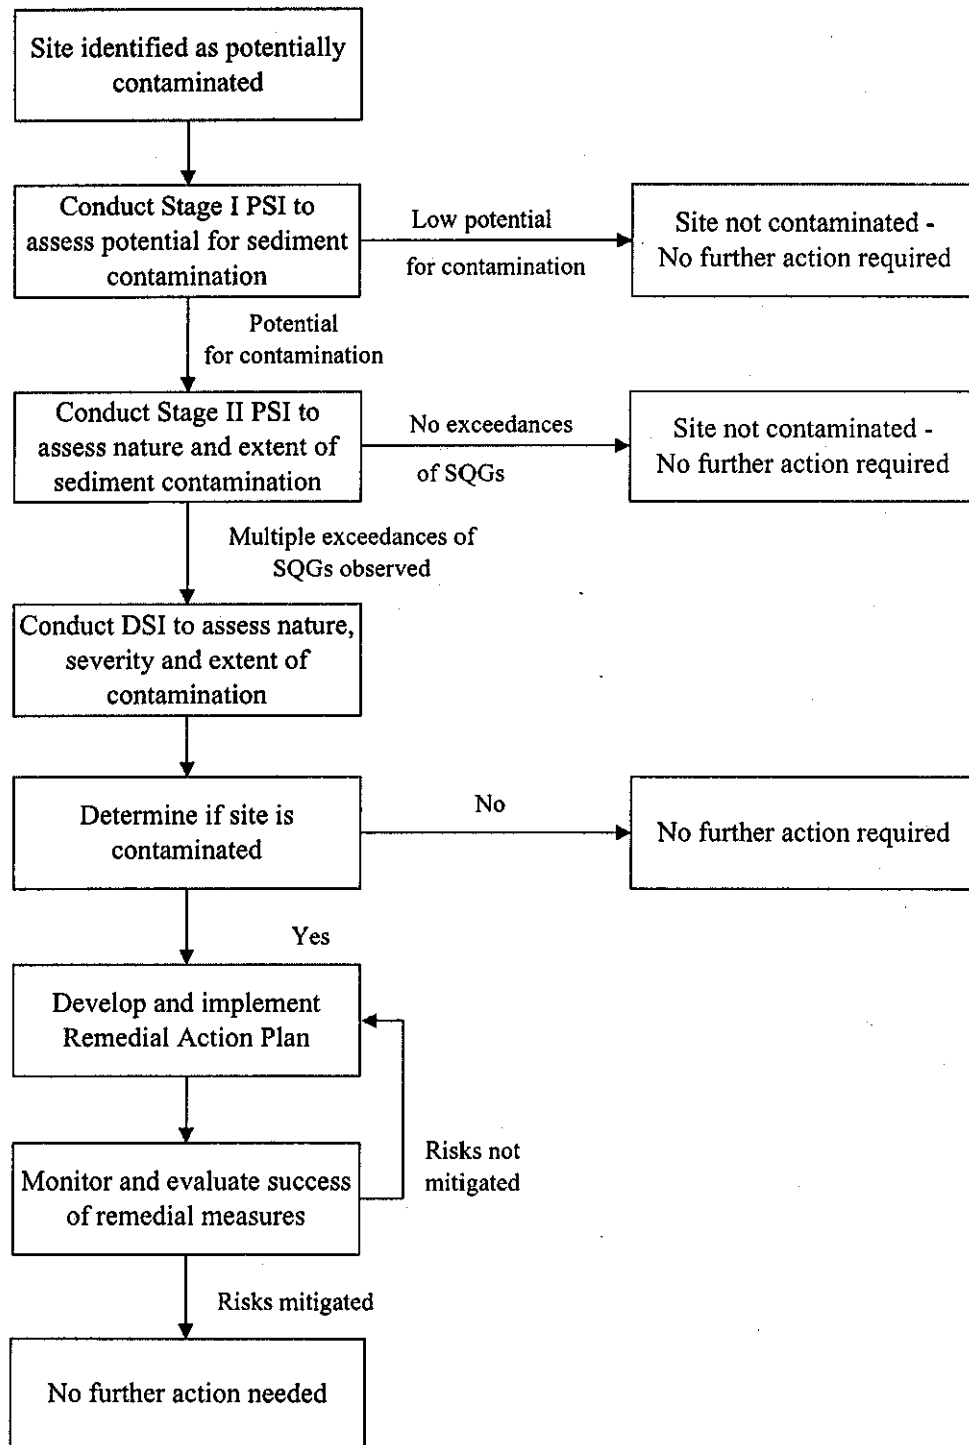 Site identified as potentially
contaminated
Conduct Stage I PSI to
assess potential for sediment
contamination
Low potential
for contamination
Site not contaminated -
No further action required
Potential
for contamination
Conduct Stage II PSI to
assess nature and extent of
sediment contamination
No exceedances
of SQGs
Site not contaminated -
No further action required
Multiple exceedances of
SQGs observed
Conduct DSI to assess nature,
severity and extent of
contamination
Determine if site is
contaminated
No
No further action required
Yes
Develop and implement
Remedial Action Plan
Risks not
mitigated
Monitor and evaluate success
of remedial measures
Risks mitigated
No further action needed